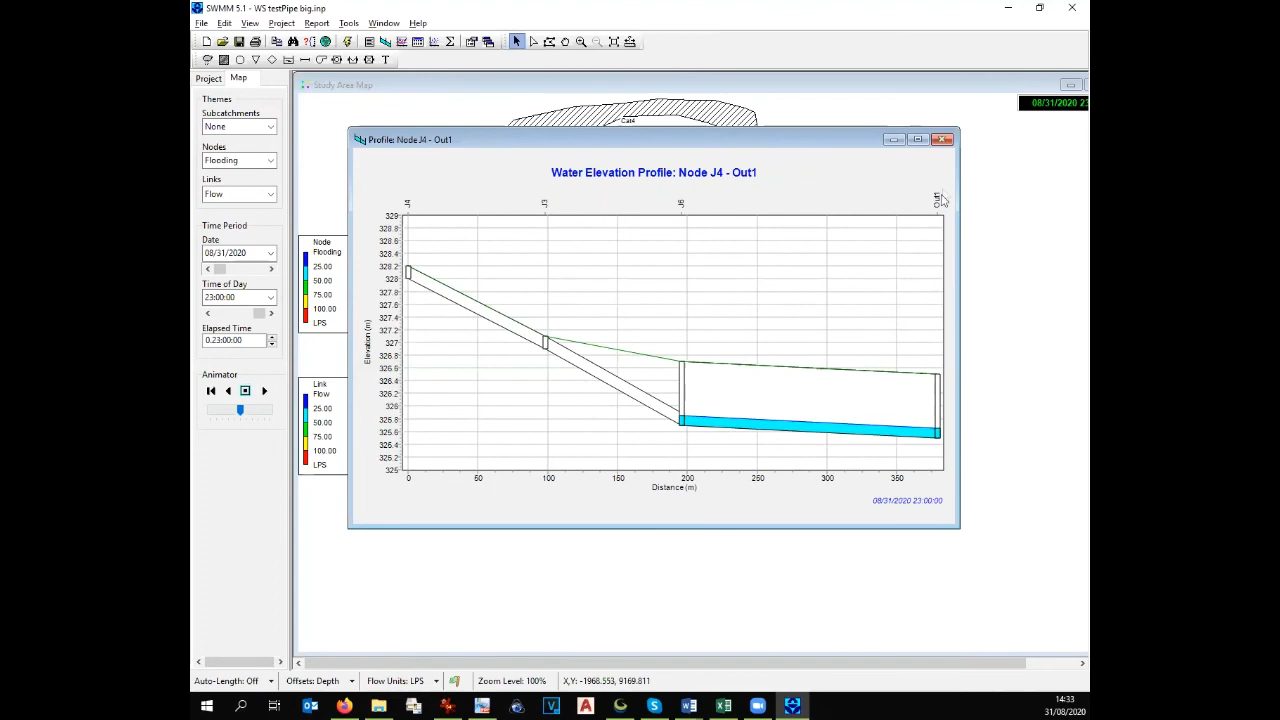 SWMM 5.1 - WS testPipe big.inp
File Edit View Project Report Tools Window Help
Project Map
Study Area Map
Themes
Subcatchments
None
Nodes
Flooding
Links
Flow
Time Period
Date
08/31/2020
Time of Day
23:00:00
Elapsed Time
0.23:00:00
Animator
08/31/2020 23
Cat4
Node
Flooding
25.00
50.00
75.00
100.00
LPS
Link
Flow
25.00
50.00
75.00
100.00
LPS
Profile: Node J4 - Out1
Water Elevation Profile: Node J4 - Out1
J4 J3 J6 Out1
329
328.8
328.6
328.4
328.2
328
327.8
327.6
327.4
327.2
327
326.8
326.6
326.4
326.2
326
325.8
325.6
325.4
325.2
325
Elevation (m)
0 50 100 150 200 250 300 350
Distance (m)
08/31/2020 23:00:00
Auto-Length: Off Offsets: Depth Flow Units: LPS Zoom Level: 100% X,Y: -1968.553, 9169.811
14:33
31/08/2020